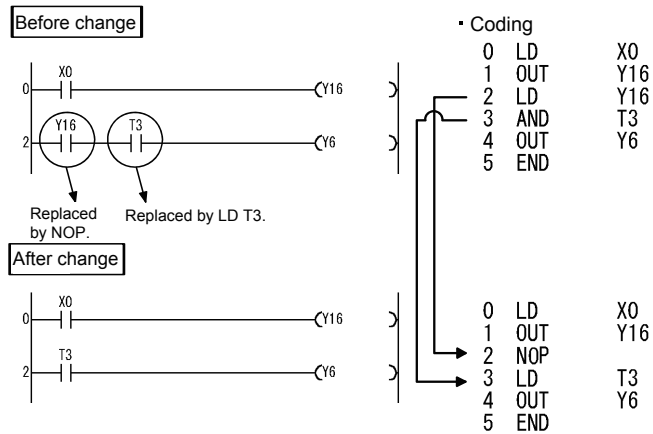 Before change
X0
0
Y16
Y16
T3
2
Y6
Replaced
by NOP.
Replaced by LD T3.
▪ Coding
0 LD X0
1 OUT Y16
2 LD Y16
3 AND T3
4 OUT Y6
5 END
After change
X0
0
Y16
T3
2
Y6
0 LD X0
1 OUT Y16
2 NOP
3 LD T3
4 OUT Y6
5 END